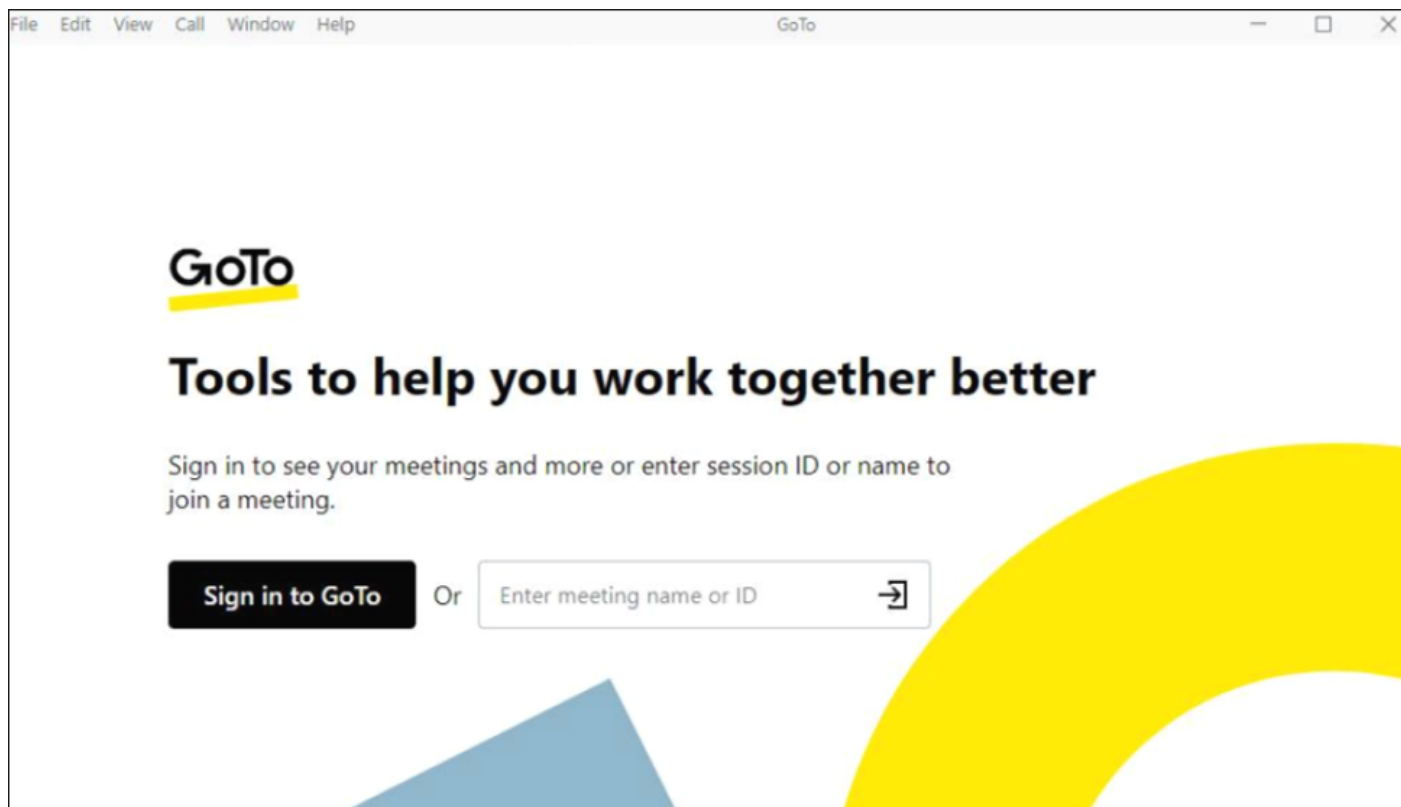 File Edit View Call Window Help GoTo
GoTo
Tools to help you work together better
Sign in to see your meetings and more or enter session ID or name to
join a meeting.
Sign in to GoTo Or Enter meeting name or ID